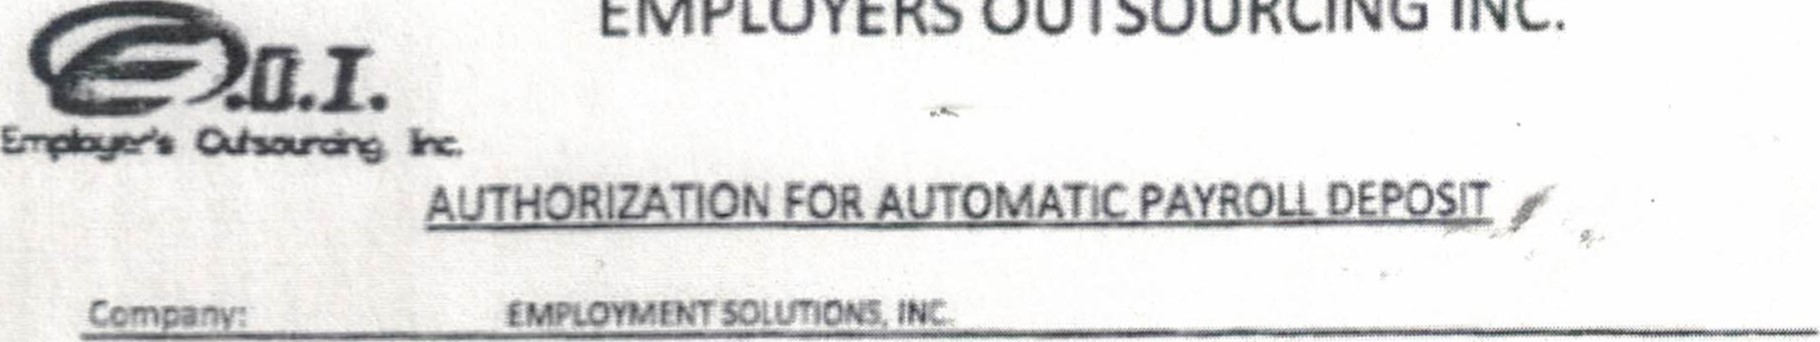 EMPLOYERS OUTSOURCING INC.
E.O.I.
Employer's Outsourcing Inc.
AUTHORIZATION FOR AUTOMATIC PAYROLL DEPOSIT
Company: EMPLOYMENT SOLUTIONS, INC.